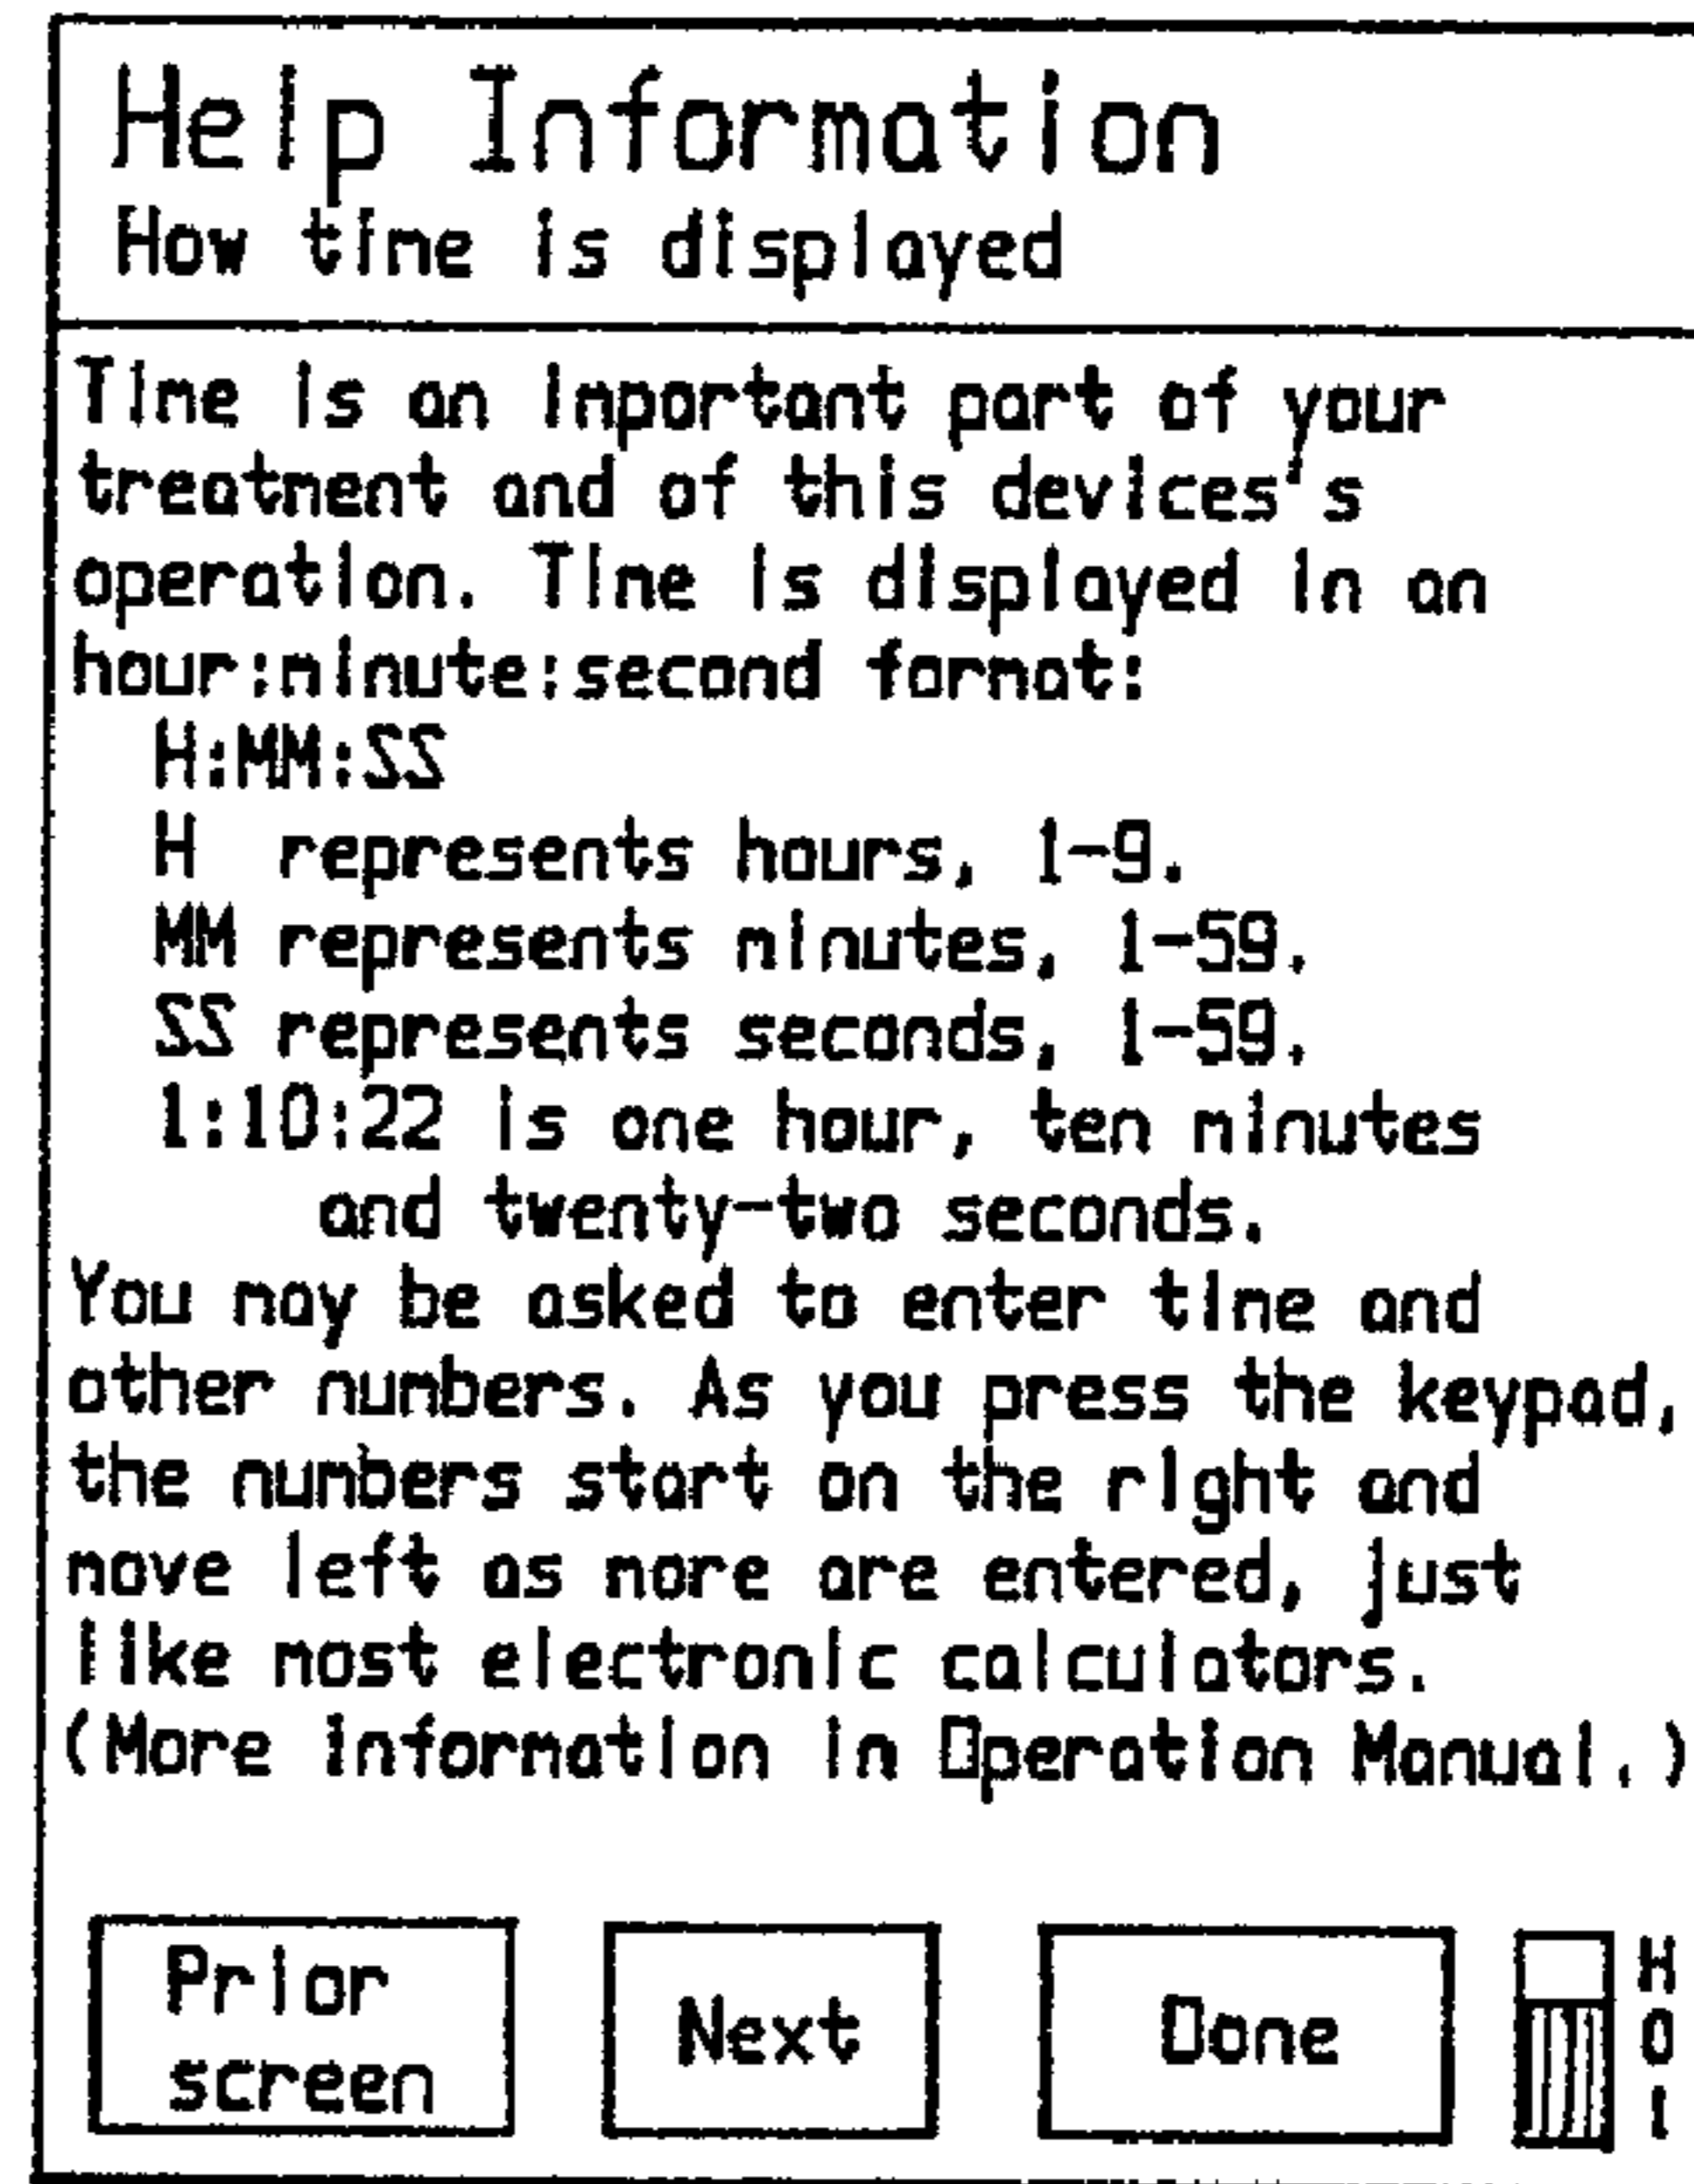 Help Information
How time is displayed
Time is an important part of your
treatment and of this devices's
operation. Time is displayed in an
hour:minute:second format:
H:MM:SS
H represents hours, 1-9.
MM represents minutes, 1-59.
SS represents seconds, 1-59.
1:10:22 is one hour, ten minutes
and twenty-two seconds.
You may be asked to enter time and
other numbers. As you press the keypad,
the numbers start on the right and
move left as more are entered, just
like most electronic calculators.
(More information in Operation Manual.)
Prior
screen
Next
Done